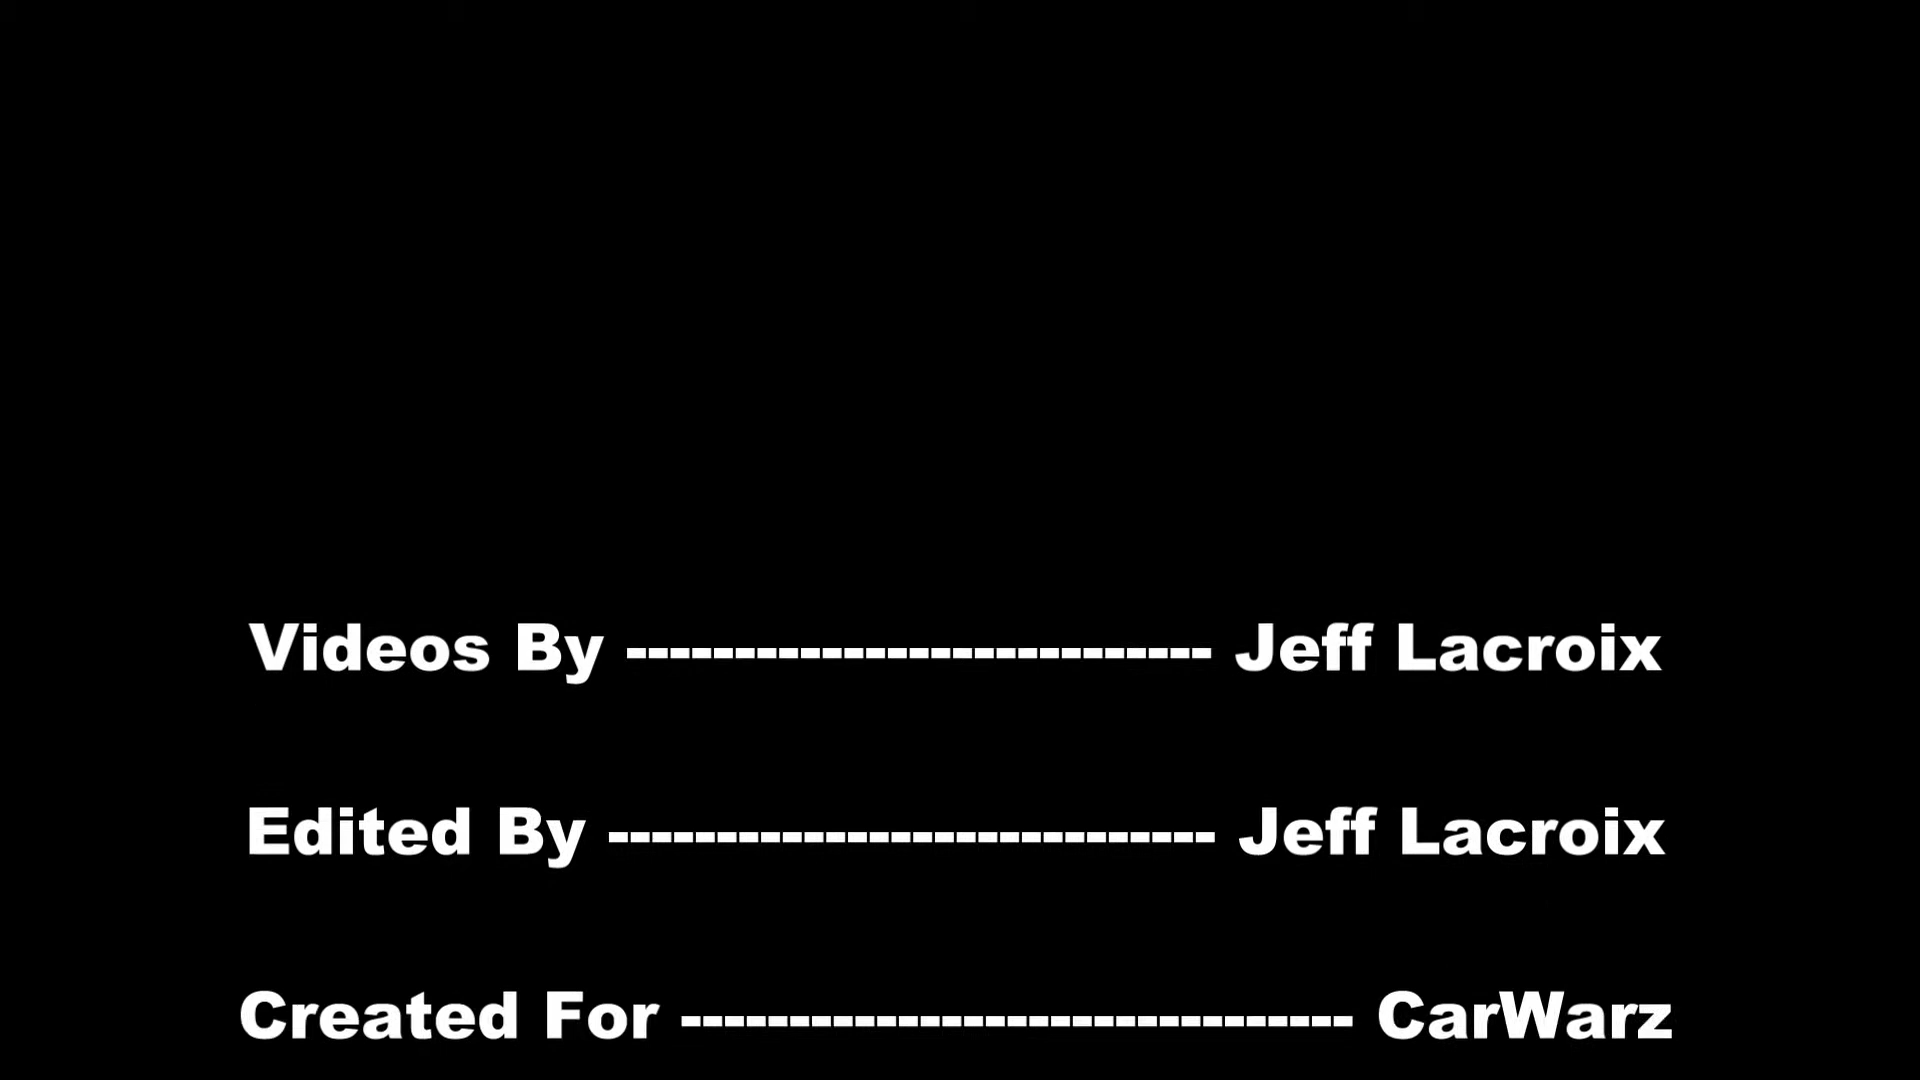 Videos By --------------------------- Jeff Lacroix
Edited By ---------------------------- Jeff Lacroix
Created For ------------------------------- CarWarz